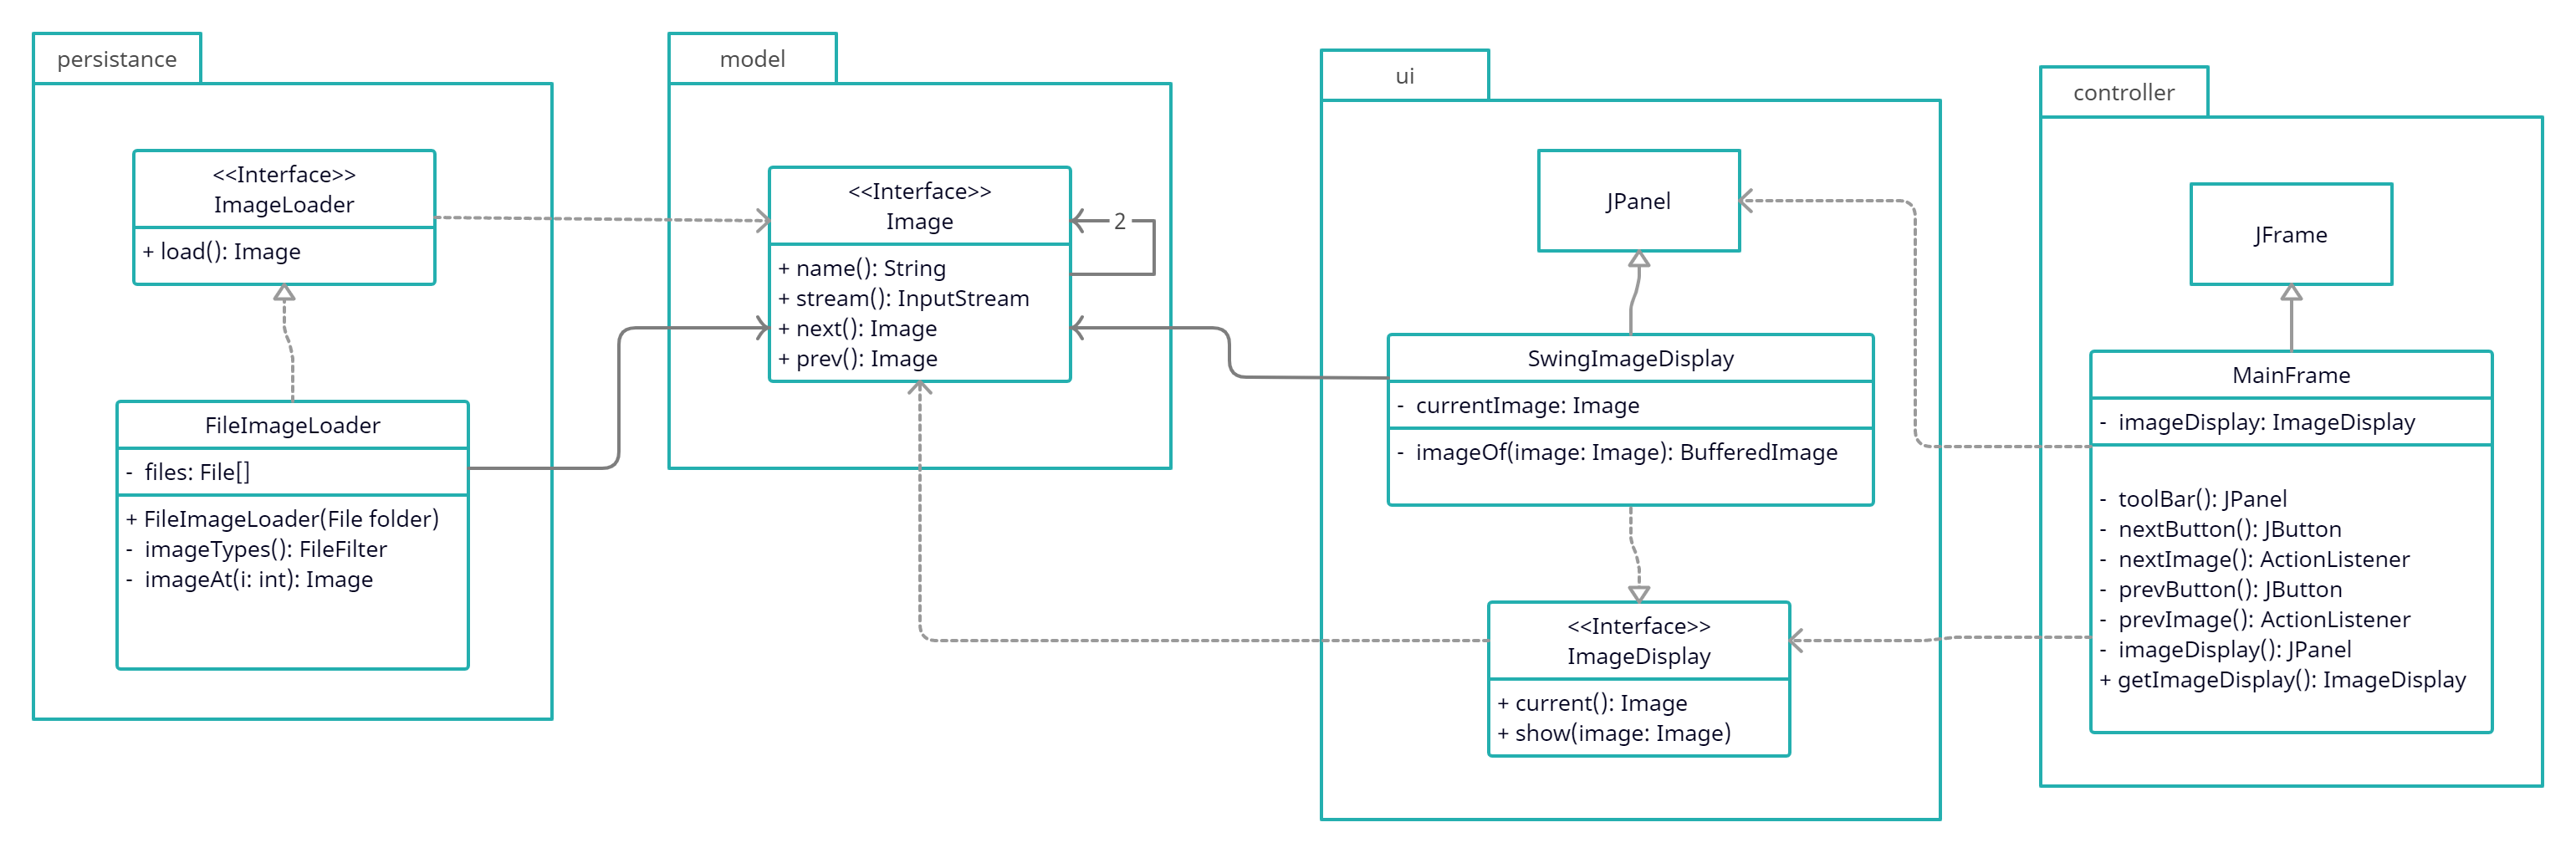 persistance
<<Interface>>
ImageLoader
+ load(): Image
FileImageLoader
- files: File[]
+ FileImageLoader(File folder)
- imageTypes(): FileFilter
- imageAt(i: int): Image
model
<<Interface>>
Image
+ name(): String
+ stream(): InputStream
+ next(): Image
+ prev(): Image
2
ui
JPanel
SwingImageDisplay
- currentImage: Image
- imageOf(image: Image): BufferedImage
<<Interface>>
ImageDisplay
+ current(): Image
+ show(image: Image)
controller
JFrame
MainFrame
- imageDisplay: ImageDisplay
- toolBar(): JPanel
- nextButton(): JButton
- nextImage(): ActionListener
- prevButton(): JButton
- prevImage(): ActionListener
- imageDisplay(): JPanel
+ getImageDisplay(): ImageDisplay